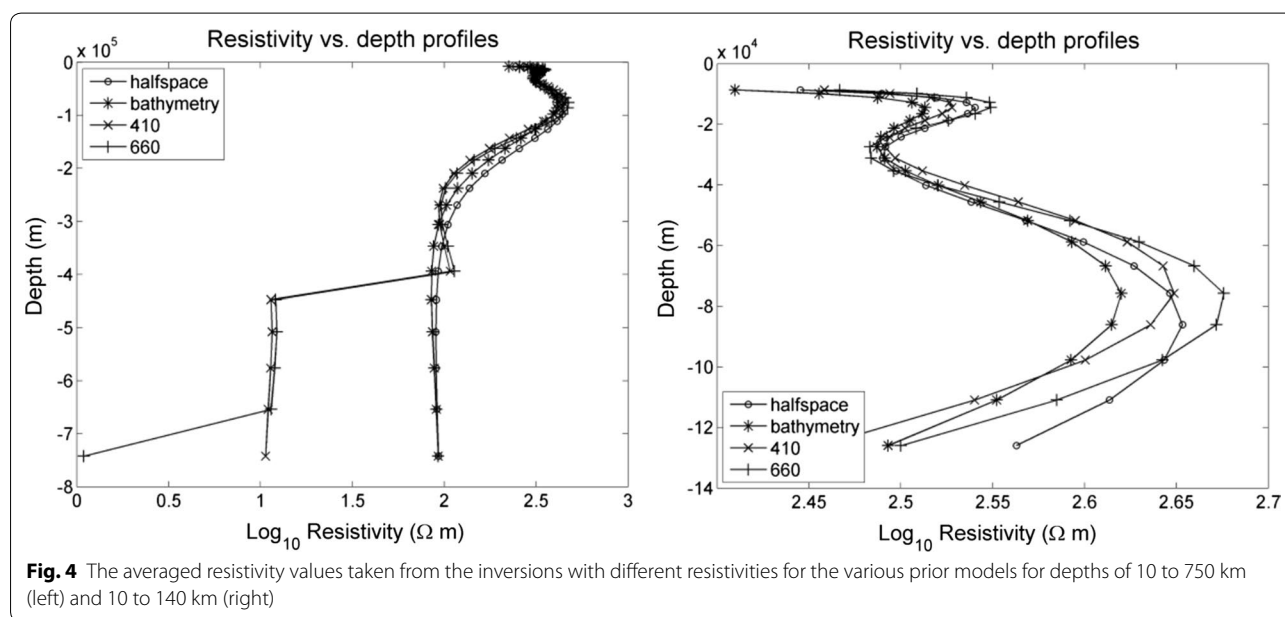 Resistivity vs. depth profiles
x 10⁵
0
-1
-2
-3
-4
-5
-6
-7
-8
Depth (m)
halfspace
bathymetry
410
660
0 0.5 1 1.5 2 2.5 3
Log₁₀ Resistivity (Ω m)
Resistivity vs. depth profiles
x 10⁴
0
-2
-4
-6
-8
-10
-12
-14
Depth (m)
halfspace
bathymetry
410
660
2.45 2.5 2.55 2.6 2.65 2.7
Log₁₀ Resistivity (Ω m)
Fig. 4 The averaged resistivity values taken from the inversions with different resistivities for the various prior models for depths of 10 to 750 km
(left) and 10 to 140 km (right)